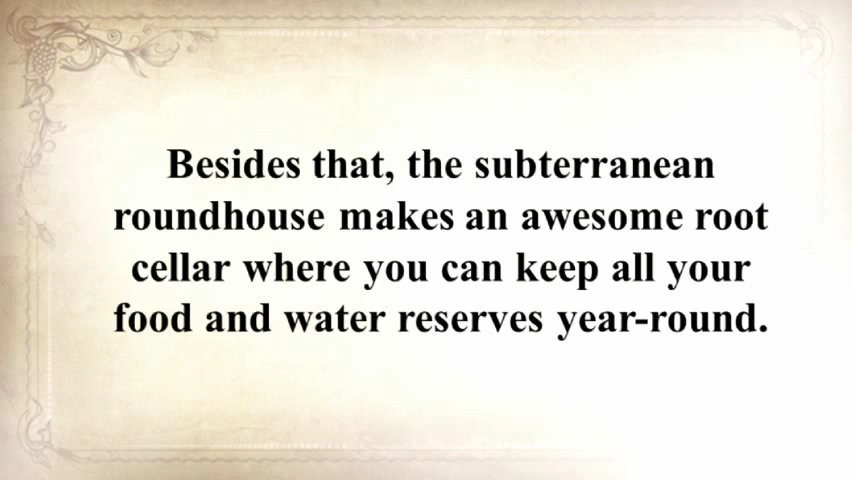 Besides that, the subterranean
roundhouse makes an awesome root
cellar where you can keep all your
food and water reserves year-round.